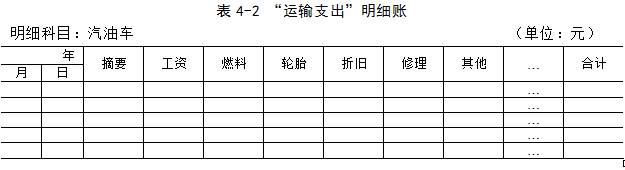 表 4-2 “运输支出”明细账
明细科目：汽油车 （单位：元）
年 摘要 工资 燃料 轮胎 折旧 修理 其他 … 合计
月 日
…
…
…
…
…